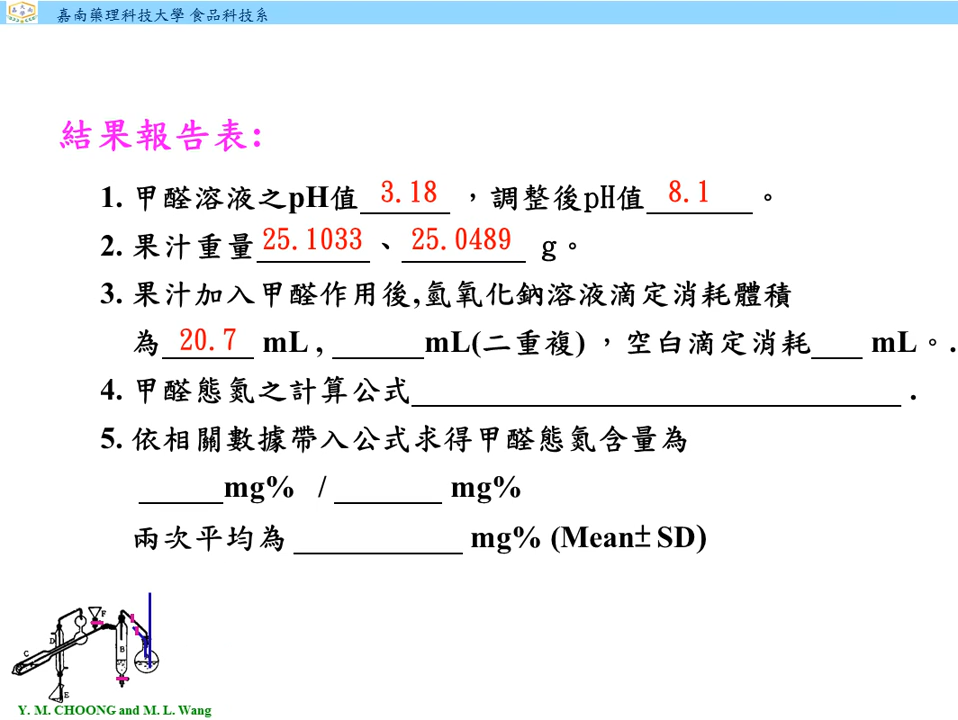 嘉南藥理科技大學 食品科技系
結果報告表:
1. 甲醛溶液之pH值 3.18 ,調整後pH值 8.1 。
2. 果汁重量 25.1033 、 25.0489 g。
3. 果汁加入甲醛作用後,氫氧化鈉溶液滴定消耗體積
為 20.7 mL , ______mL(二重複) ,空白滴定消耗___ mL。.
4. 甲醛態氮之計算公式______________________________ .
5. 依相關數據帶入公式求得甲醛態氮含量為
_____mg% / _______ mg%
兩次平均為 ___________ mg% (Mean± SD)
F
D
B
C
E
Y. M. CHOONG and M. L. Wang